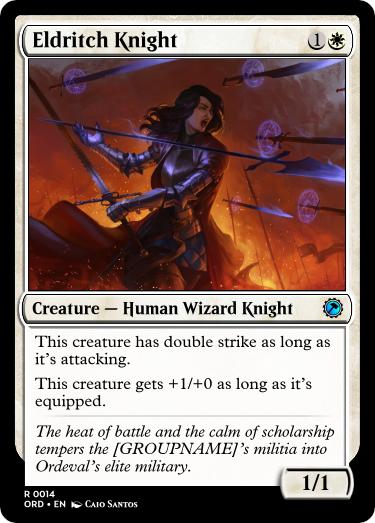 Eldritch Knight 1
Creature — Human Wizard Knight
This creature has double strike as long as
it's attacking.
This creature gets +1/+0 as long as it's
equipped.
The heat of battle and the calm of scholarship
tempers the [GROUPNAME]'s militia into
Ordeval's elite military.
1/1
R 0014
ORD • EN Caio Santos